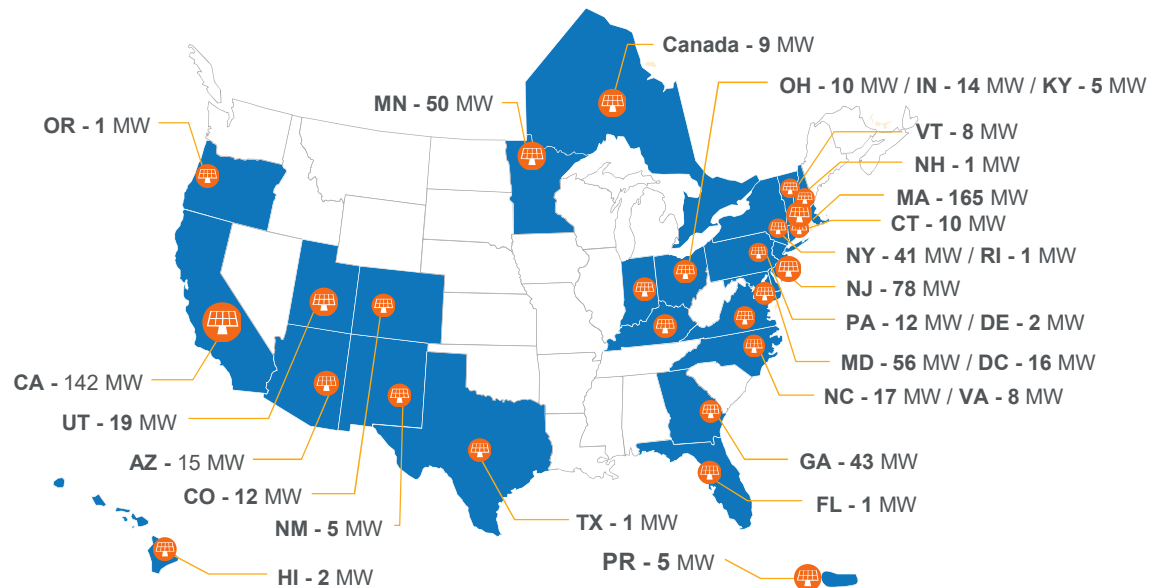 Canada - 9 MW
OH - 10 MW / IN - 14 MW / KY - 5 MW
MN - 50 MW
OR - 1 MW
VT - 8 MW
NH - 1 MW
MA - 165 MW
CT - 10 MW
NY - 41 MW / RI - 1 MW
NJ - 78 MW
PA - 12 MW / DE - 2 MW
MD - 56 MW / DC - 16 MW
NC - 17 MW / VA - 8 MW
CA - 142 MW
UT - 19 MW
AZ - 15 MW
CO - 12 MW
NM - 5 MW
TX - 1 MW
GA - 43 MW
FL - 1 MW
HI - 2 MW
PR - 5 MW